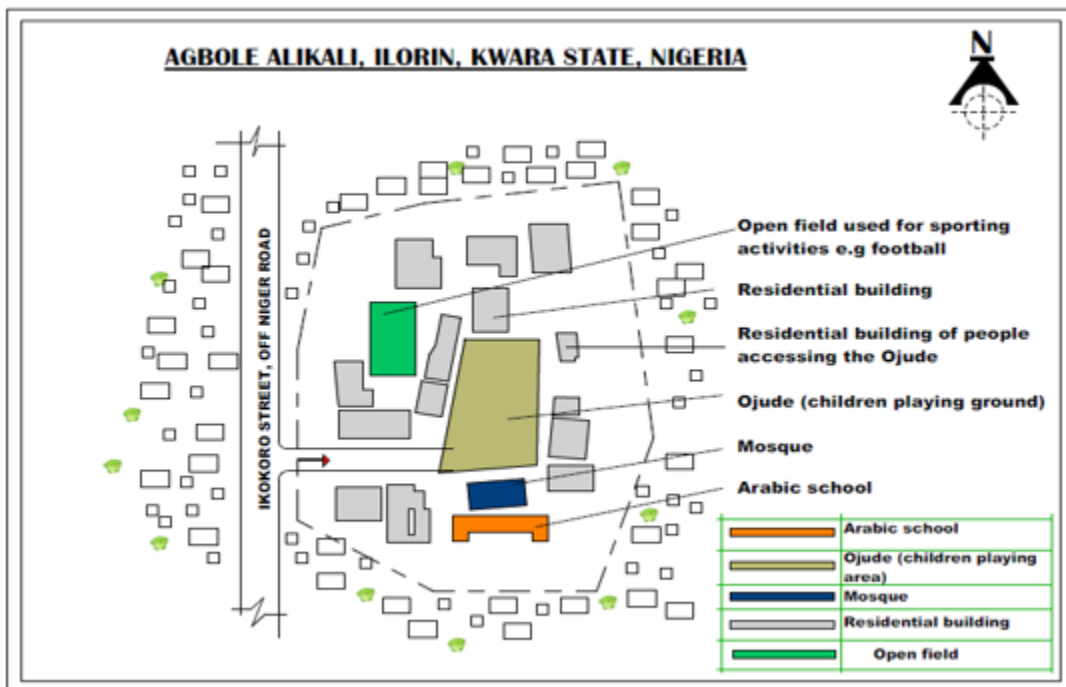 AGBOLE ALIKALI, ILORIN, KWARA STATE, NIGERIA
N
IKOKORO STREET, OFF NIGER ROAD
Open field used for sporting
activities e.g football
Residential building
Residential building of people
accessing the Ojude
Ojude (children playing ground)
Mosque
Arabic school
Arabic school
Ojude (children playing
area)
Mosque
Residential building
Open field